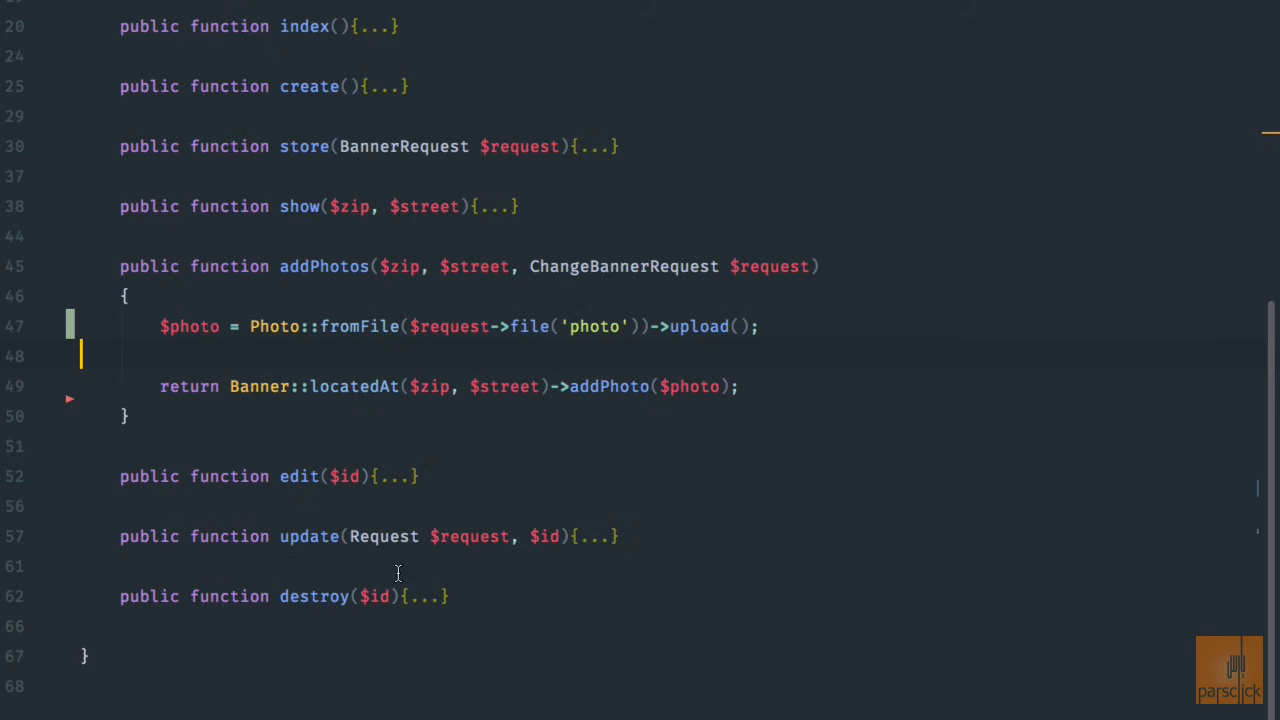 20 public function index(){...}
24
25 public function create(){...}
29
30 public function store(BannerRequest $request){...}
37
38 public function show($zip, $street){...}
44
45 public function addPhotos($zip, $street, ChangeBannerRequest $request)
46 {
47 $photo = Photo::fromFile($request->file('photo'))->upload();
48
49 return Banner::locatedAt($zip, $street)->addPhoto($photo);
50 }
51
52 public function edit($id){...}
56
57 public function update(Request $request, $id){...}
61
62 public function destroy($id){...}
66
67 }
68
parsclick